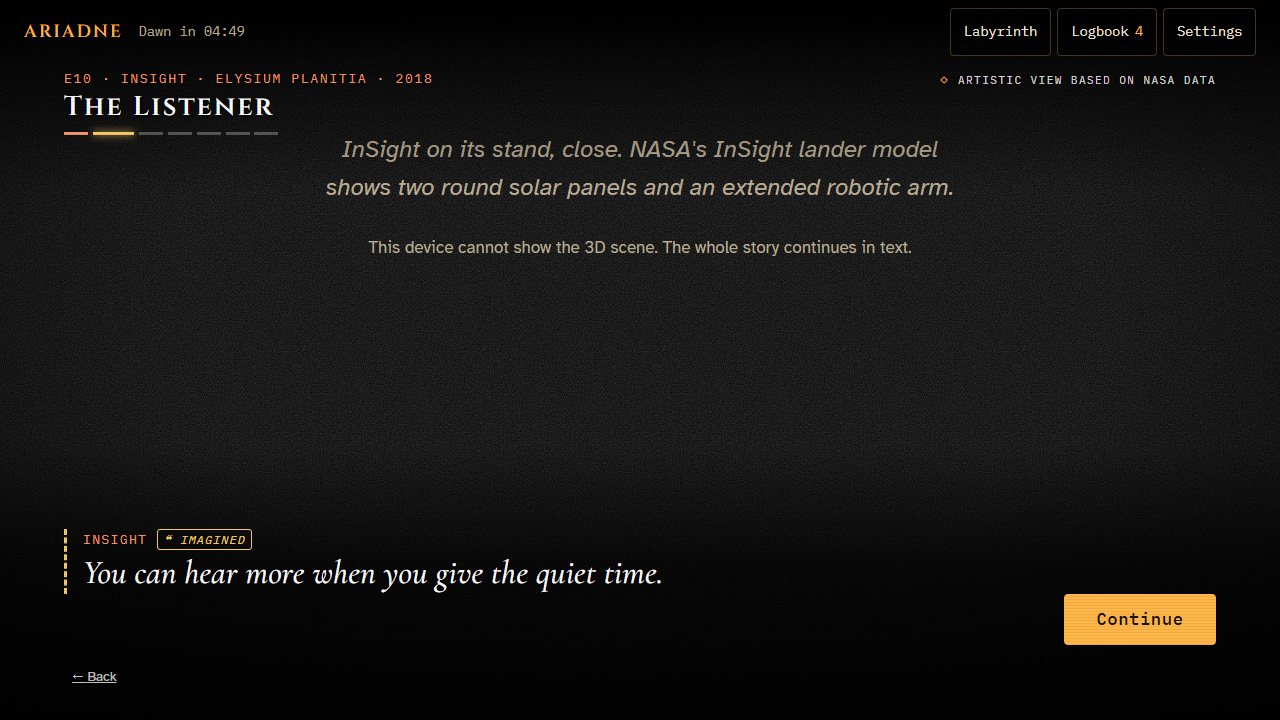 ARIADNE Dawn in 04:49 Labyrinth Logbook 4 Settings
E10 · INSIGHT · ELYSIUM PLANITIA · 2018
◇ ARTISTIC VIEW BASED ON NASA DATA
The Listener
InSight on its stand, close. NASA's InSight lander model
shows two round solar panels and an extended robotic arm.
This device cannot show the 3D scene. The whole story continues in text.
INSIGHT ❝ IMAGINED
You can hear more when you give the quiet time.
Continue
← Back